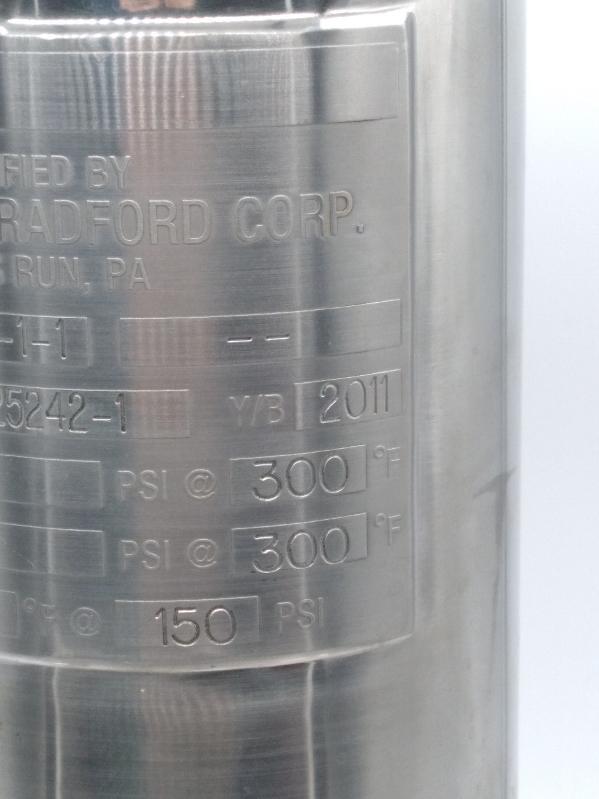 FIED BY
RADFORD CORP.
RUN, PA
-1-1 --
25242-1 Y/B 2011
PSI @ 300 °F
PSI @ 300 °F
°F @ 150 PSI